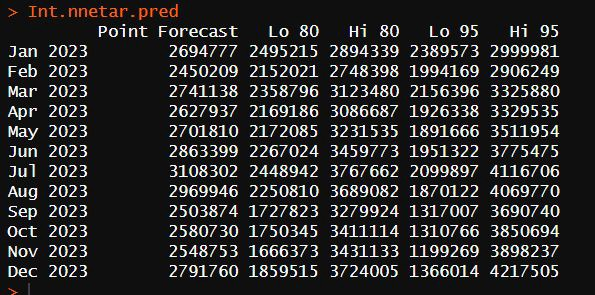 > Int.nnetar.pred
Point Forecast Lo 80 Hi 80 Lo 95 Hi 95
Jan 2023 2694777 2495215 2894339 2389573 2999981
Feb 2023 2450209 2152021 2748398 1994169 2906249
Mar 2023 2741138 2358796 3123480 2156396 3325880
Apr 2023 2627937 2169186 3086687 1926338 3329535
May 2023 2701810 2172085 3231535 1891666 3511954
Jun 2023 2863399 2267024 3459773 1951322 3775475
Jul 2023 3108302 2448942 3767662 2099897 4116706
Aug 2023 2969946 2250810 3689082 1870122 4069770
Sep 2023 2503874 1727823 3279924 1317007 3690740
Oct 2023 2580730 1750345 3411114 1310766 3850694
Nov 2023 2548753 1666373 3431133 1199269 3898237
Dec 2023 2791760 1859515 3724005 1366014 4217505
>